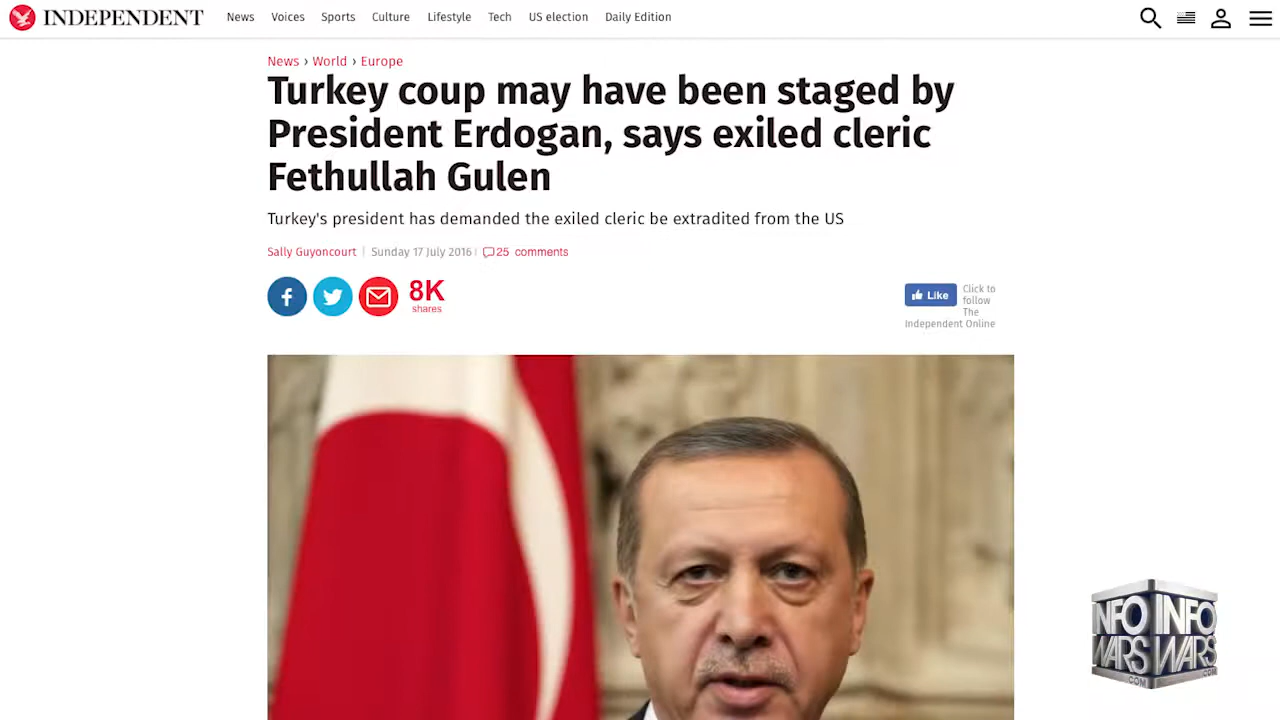 INDEPENDENT News Voices Sports Culture Lifestyle Tech US election Daily Edition
News › World › Europe
Turkey coup may have been staged by
President Erdogan, says exiled cleric
Fethullah Gulen
Turkey's president has demanded the exiled cleric be extradited from the US
Sally Guyoncourt | Sunday 17 July 2016 | 25 comments
8K
shares
Like
Click to
follow
The
Independent Online
INFO INFO
WARS WARS
.COM .COM